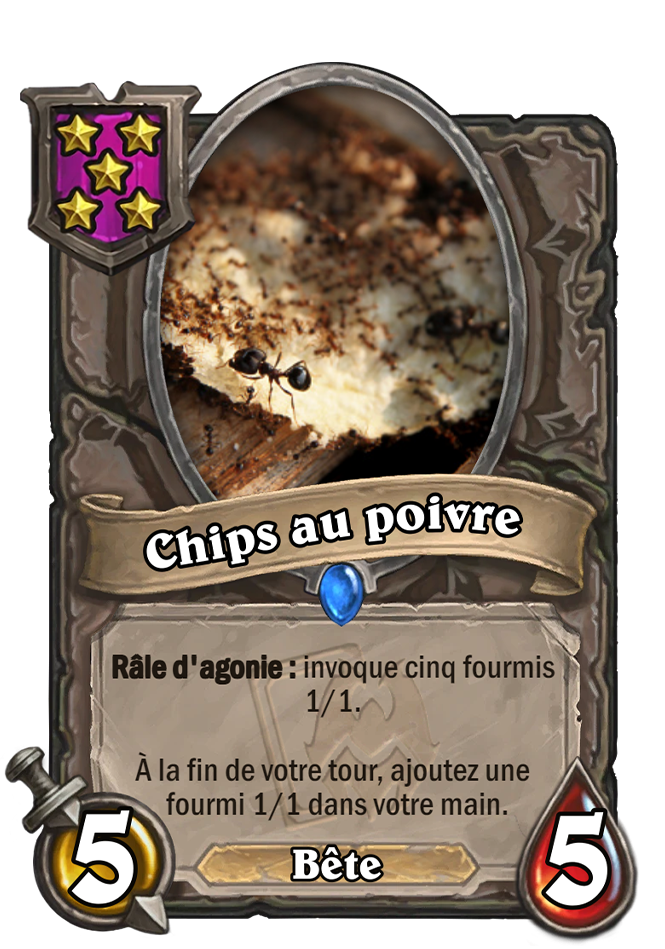 Chips au poivre
Râle d'agonie : invoque cinq fourmis
1/1.
À la fin de votre tour, ajoutez une
fourmi 1/1 dans votre main.
5
Bête
5